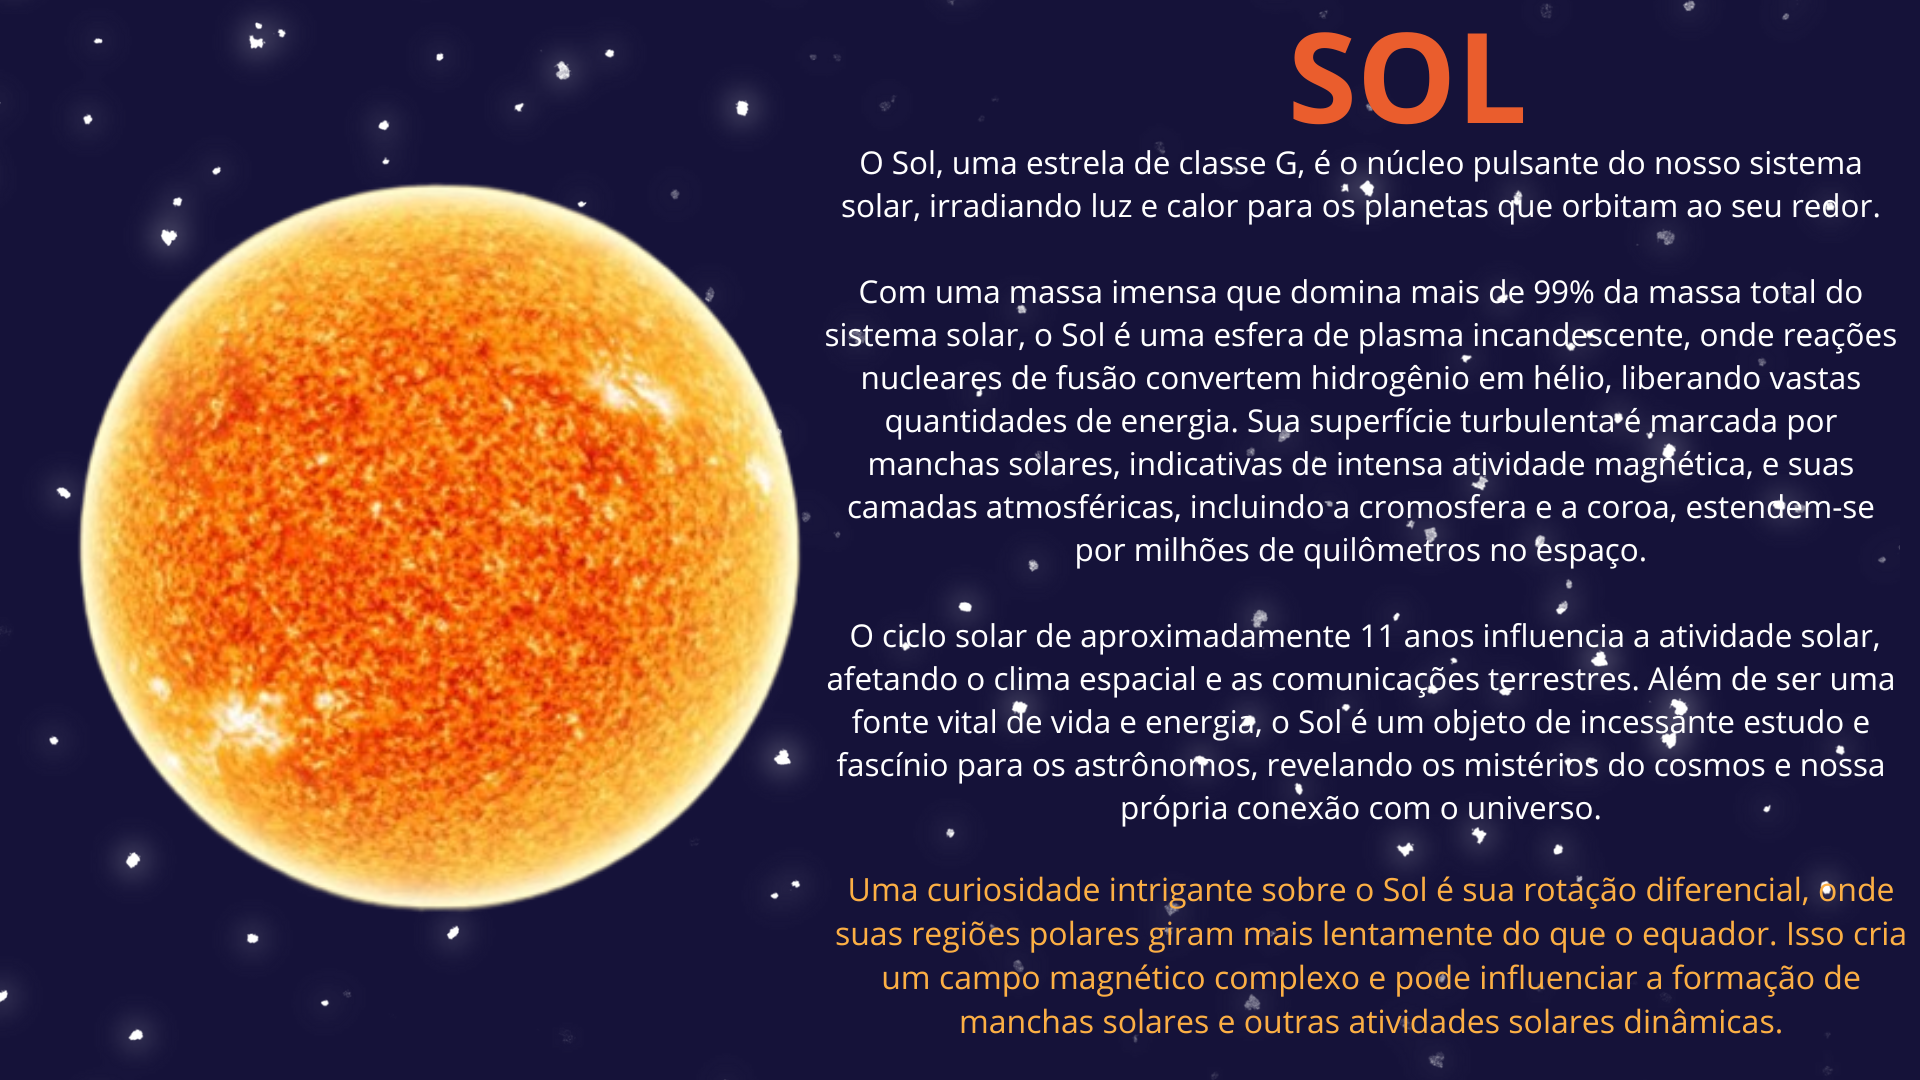 SOL
O Sol, uma estrela de classe G, é o núcleo pulsante do nosso sistema
solar, irradiando luz e calor para os planetas que orbitam ao seu redor.
Com uma massa imensa que domina mais de 99% da massa total do
sistema solar, o Sol é uma esfera de plasma incandescente, onde reações
nucleares de fusão convertem hidrogênio em hélio, liberando vastas
quantidades de energia. Sua superfície turbulenta é marcada por
manchas solares, indicativas de intensa atividade magnética, e suas
camadas atmosféricas, incluindo a cromosfera e a coroa, estendem-se
por milhões de quilômetros no espaço.
O ciclo solar de aproximadamente 11 anos influencia a atividade solar,
afetando o clima espacial e as comunicações terrestres. Além de ser uma
fonte vital de vida e energia, o Sol é um objeto de incessante estudo e
fascínio para os astrônomos, revelando os mistérios do cosmos e nossa
própria conexão com o universo.
Uma curiosidade intrigante sobre o Sol é sua rotação diferencial, onde
suas regiões polares giram mais lentamente do que o equador. Isso cria
um campo magnético complexo e pode influenciar a formação de
manchas solares e outras atividades solares dinâmicas.